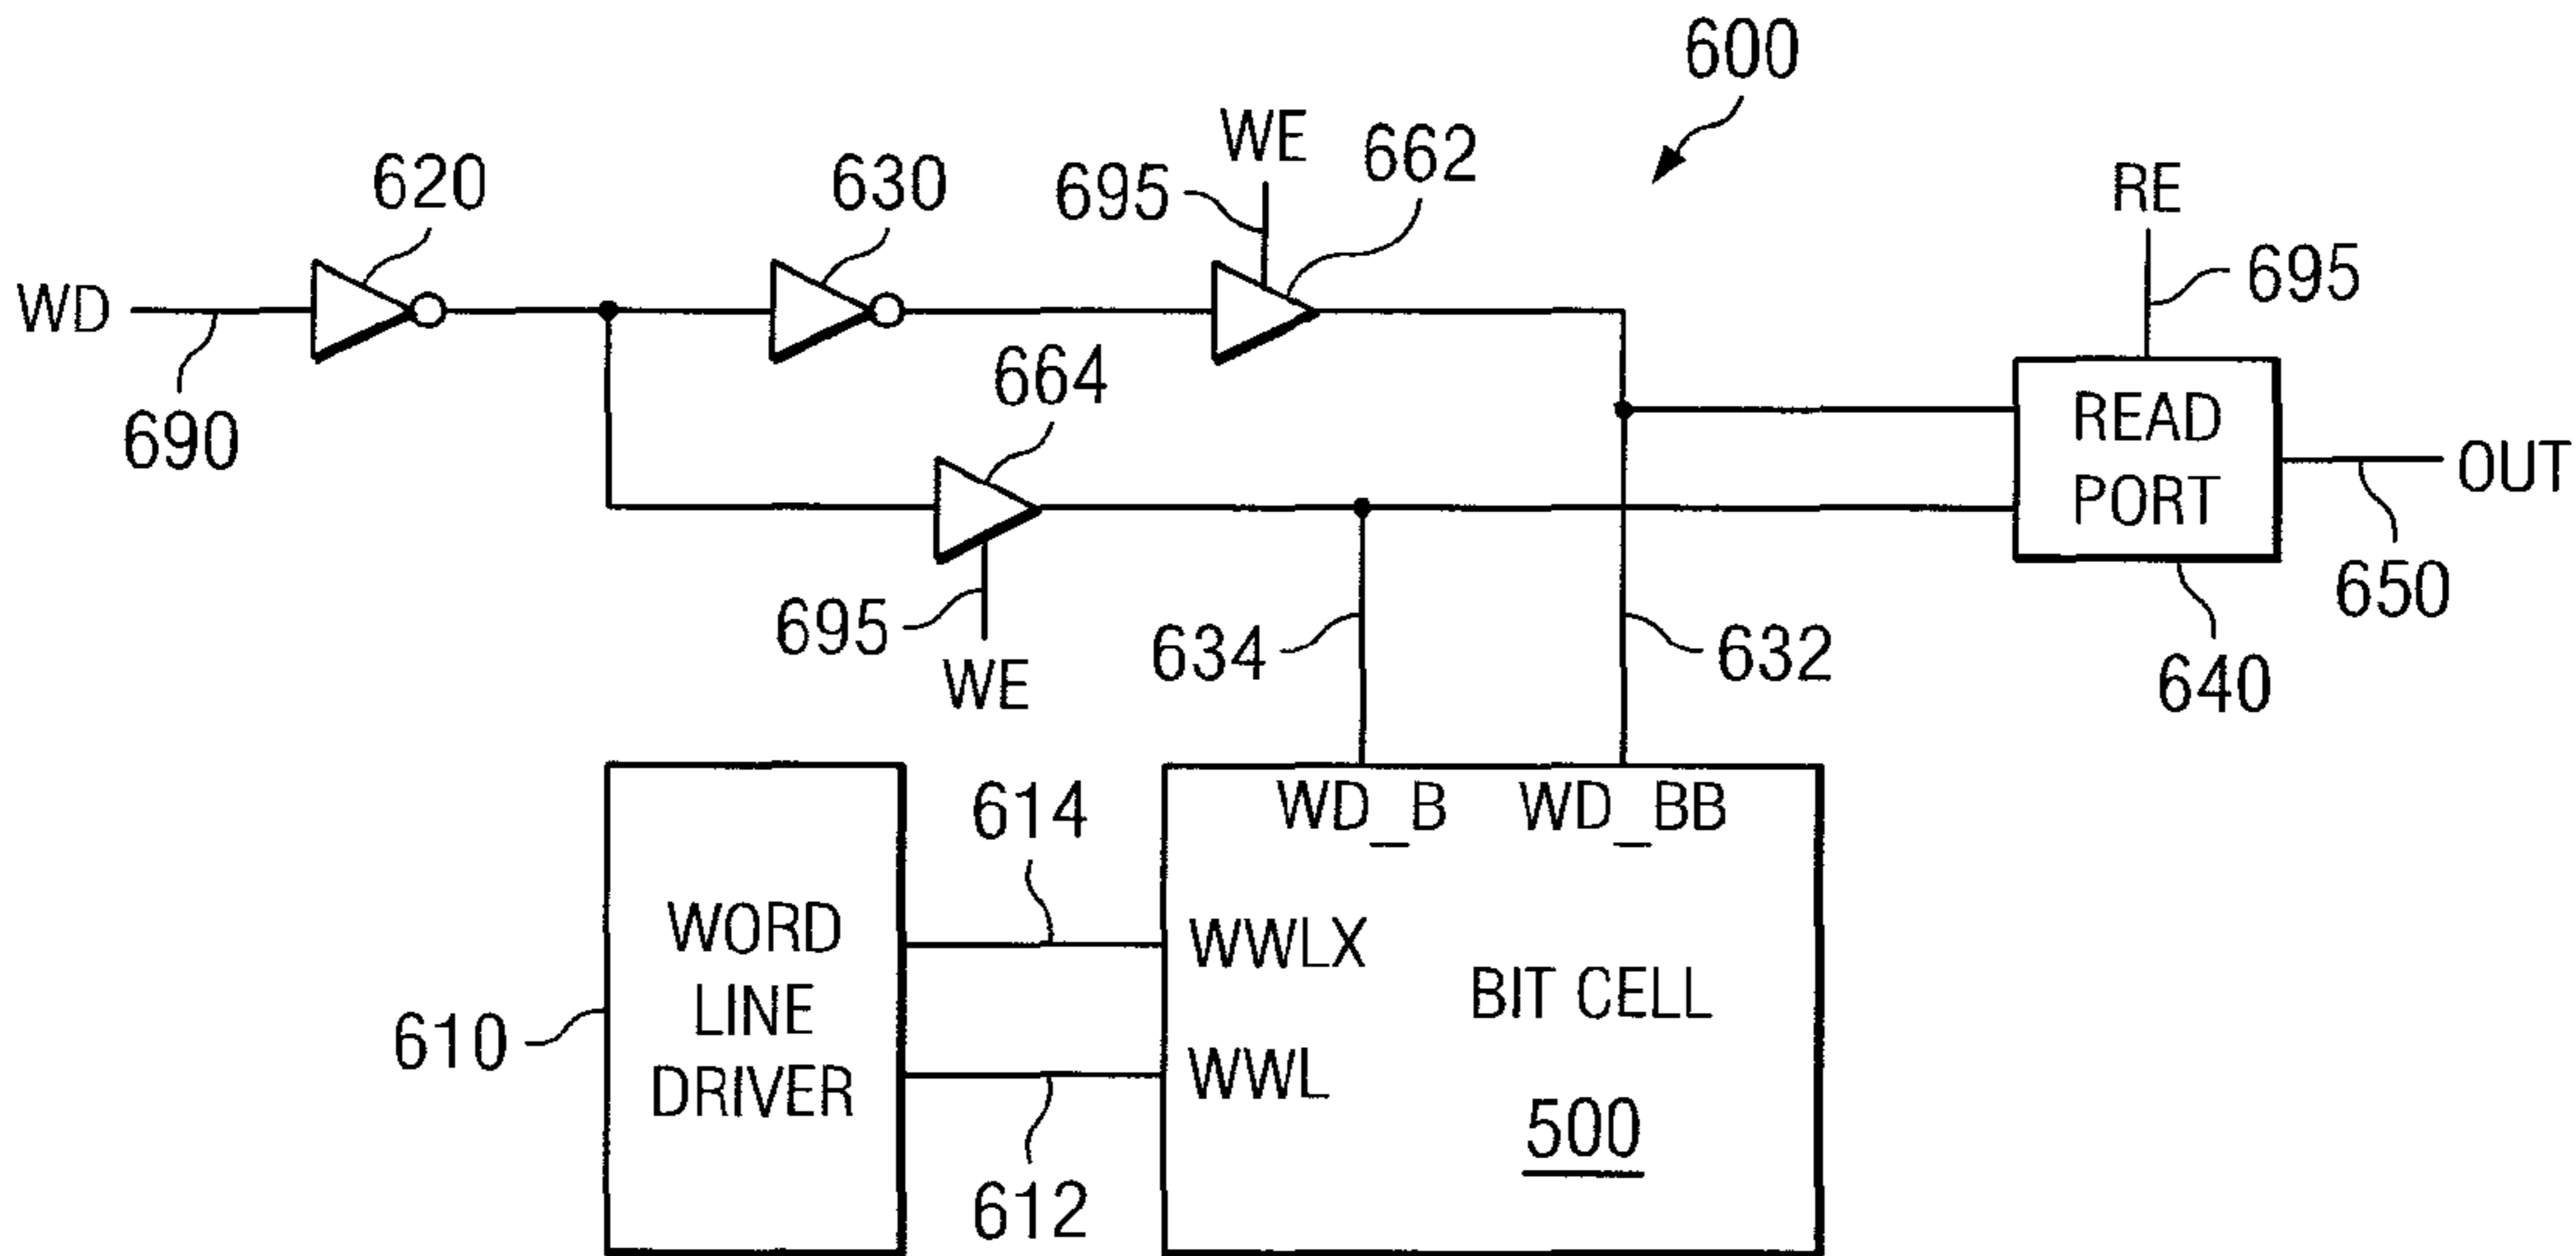 600
WE
662
RE
620
630
695
695
WD
690
664
READ
PORT
OUT
650
640
695
WE
634
632
WD_B
WD_BB
614
WORD
LINE
DRIVER
610
WWLX
BIT CELL
WWL
500
612